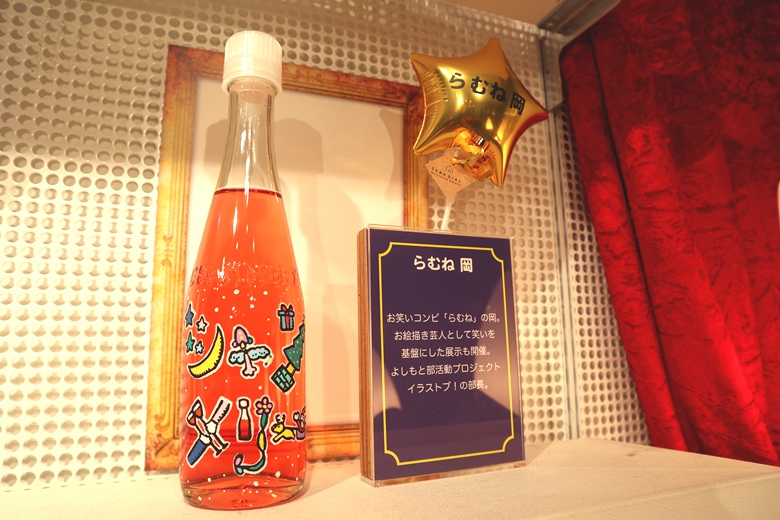 らむね 岡
らむね 岡
お笑いコンビ「らむね」の岡。
お絵描き芸人として笑いを
基盤にした展示も開催。
よしもと部活動プロジェクト
イラストブ!の部長。